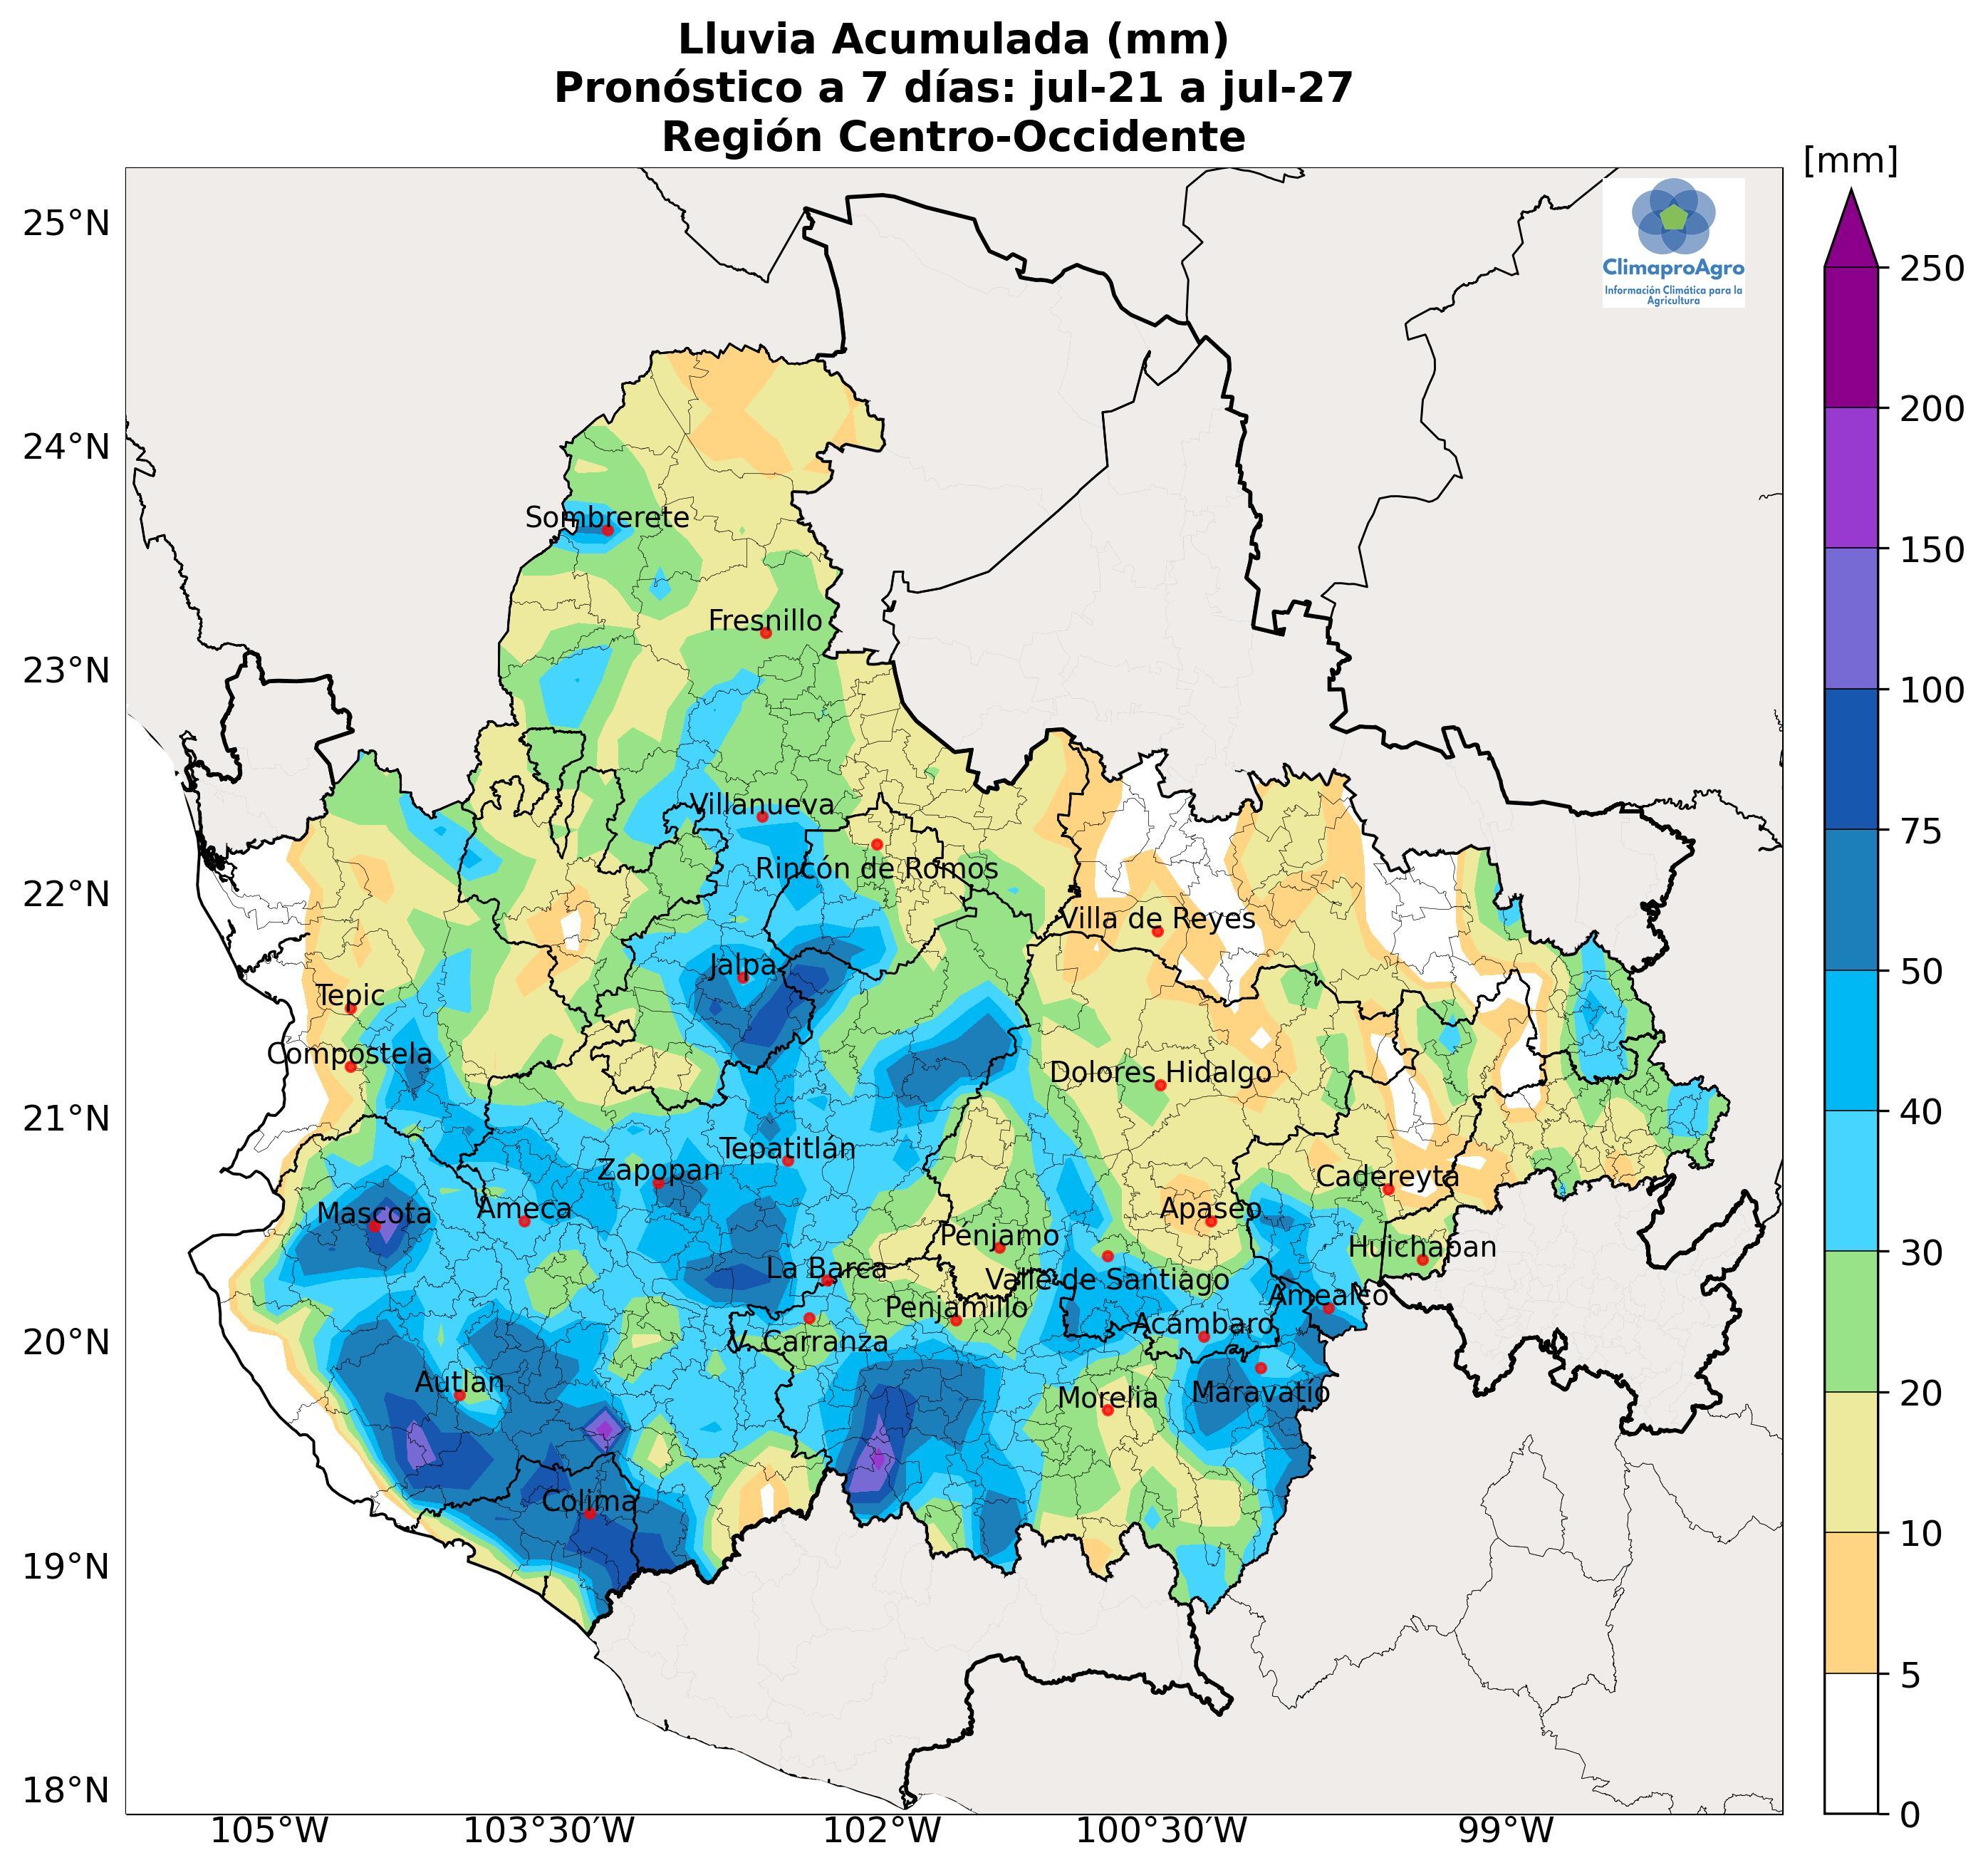 Lluvia Acumulada (mm)
Pronóstico a 7 días: jul-21 a jul-27
Región Centro-Occidente
[mm]
ClimaproAgro
Información Climática para la
Agricultura
25°N
24°N
23°N
22°N
21°N
20°N
19°N
18°N
Sombrerete
Fresnillo
Villanueva
Rincón de Romos
Villa de Reyes
Jalpa
Tepic
Compostela
Dolores Hidalgo
Tepatitlán
Zapopan
Cadereyta
Mascota
Ameca
Apaseo
Penjamo
Huichapan
La Barca
Valle de Santiago
Amealco
Penjamillo
Acámbaro
V. Carranza
Autlan
Morelia
Maravatío
Colima
105°W
103°30'W
102°W
100°30'W
99°W
250
200
150
100
75
50
40
30
20
10
5
0